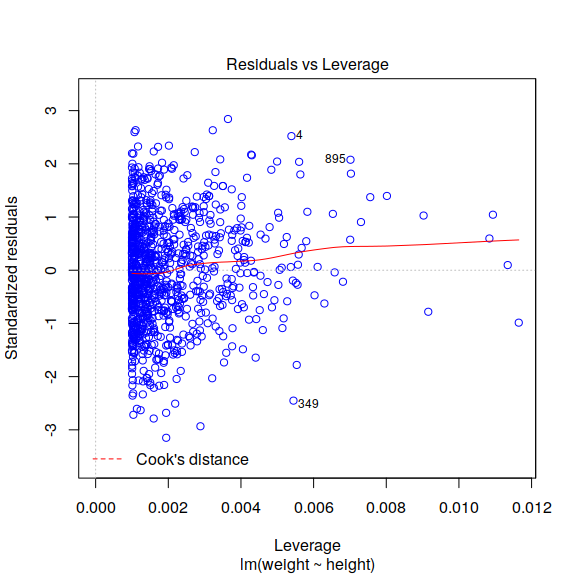 Residuals vs Leverage
Standardized residuals
3
2
1
0
-1
-2
-3
4
895
349
Cook's distance
0.000 0.002 0.004 0.006 0.008 0.010 0.012
Leverage
lm(weight ~ height)